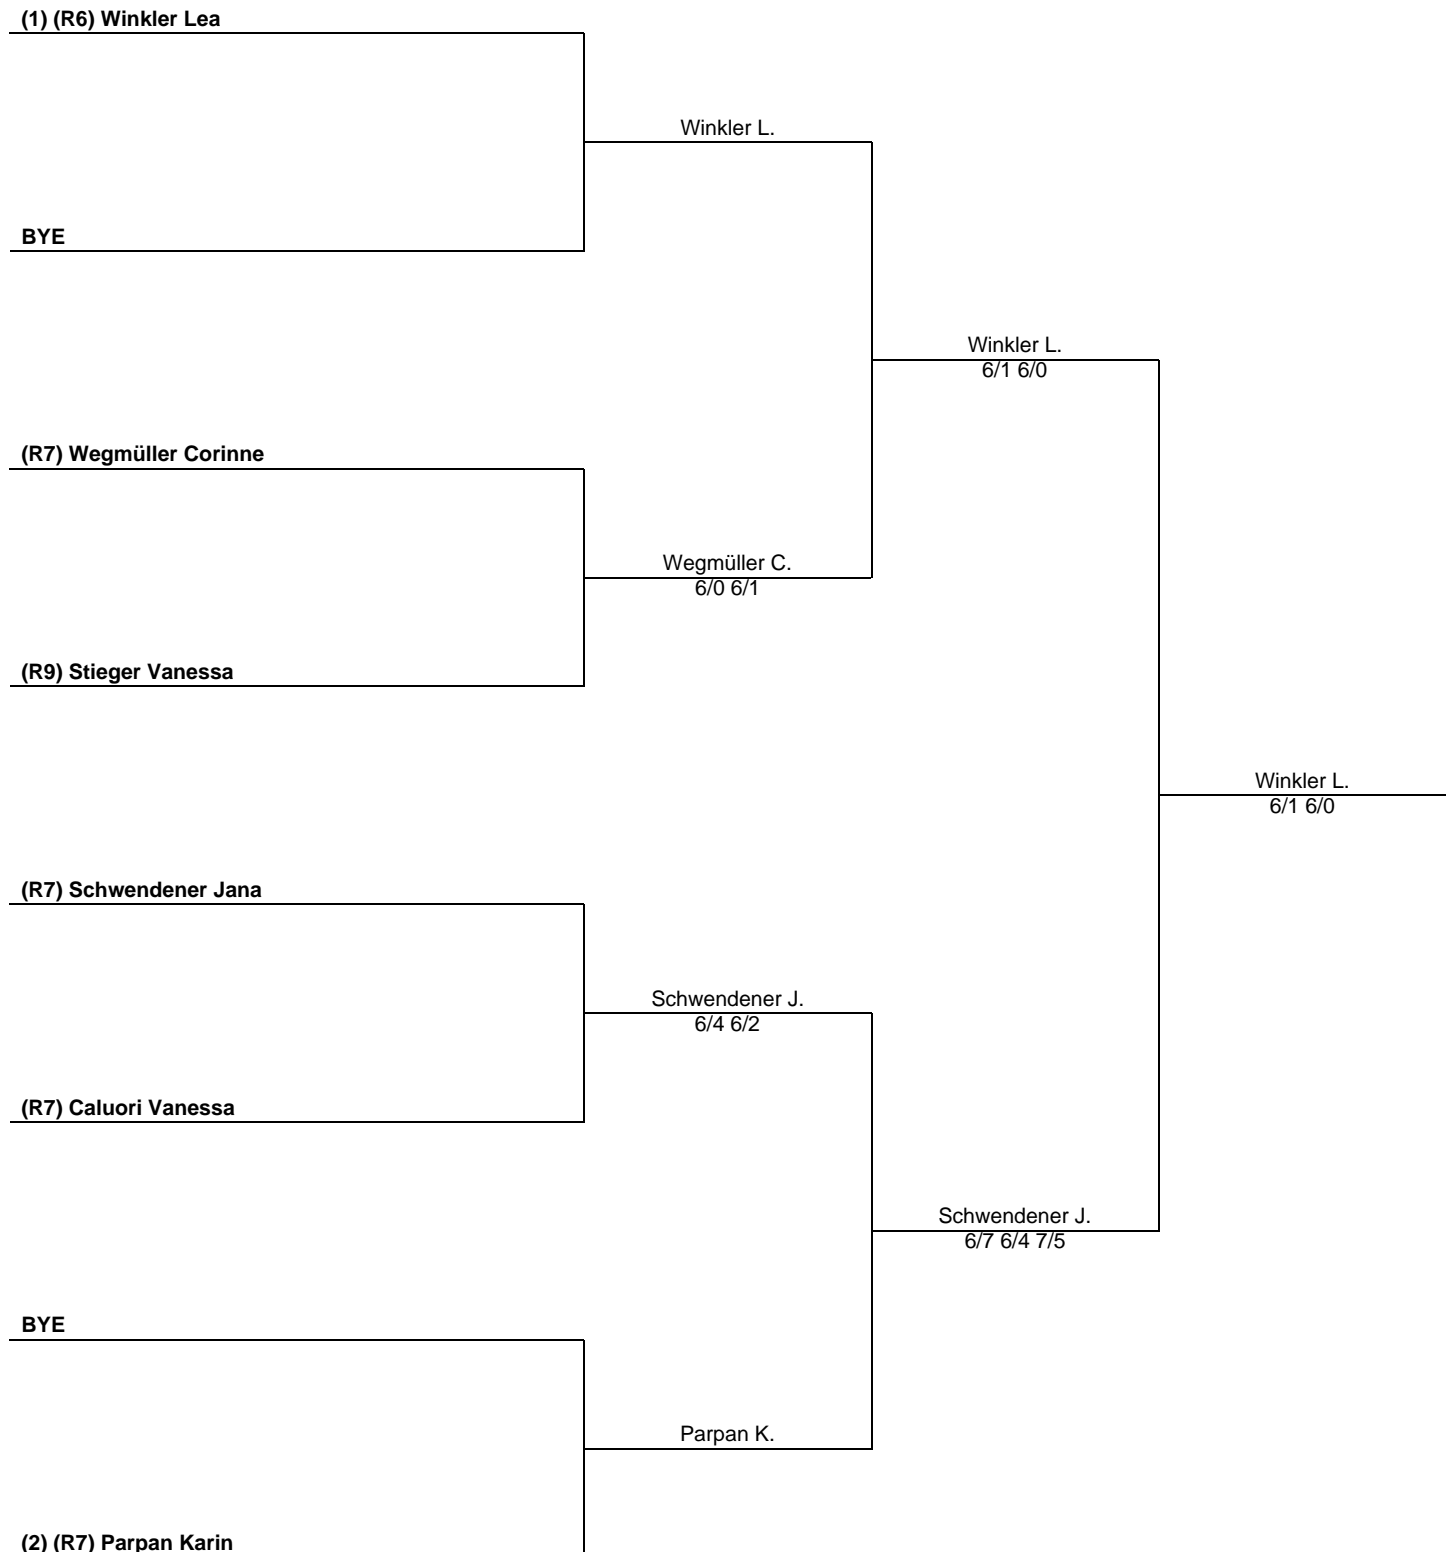 (1) (R6) Winkler Lea
Winkler L.
BYE
Winkler L.
6/1 6/0
(R7) Wegmüller Corinne
Wegmüller C.
6/0 6/1
(R9) Stieger Vanessa
Winkler L.
6/1 6/0
(R7) Schwendener Jana
Schwendener J.
6/4 6/2
(R7) Caluori Vanessa
Schwendener J.
6/7 6/4 7/5
BYE
Parpan K.
(2) (R7) Parpan Karin